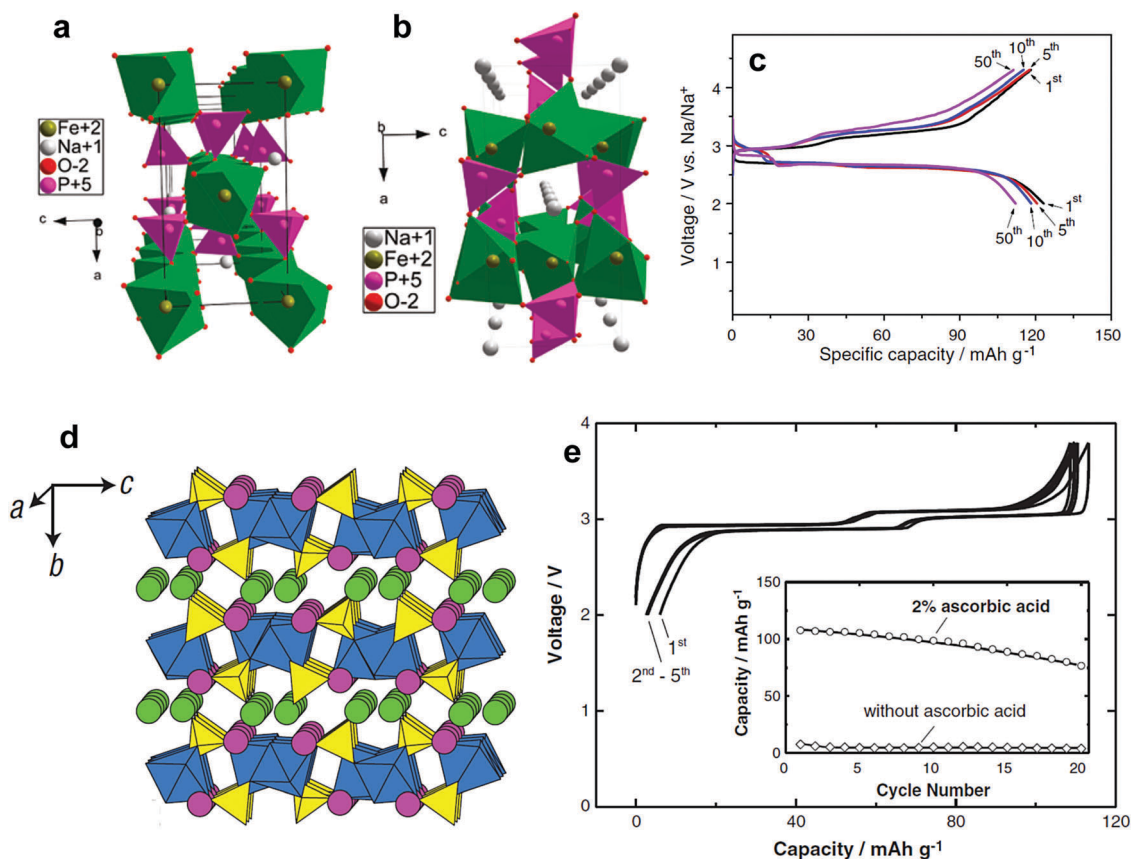 a
Fe+2
Na+1
O-2
P+5
c
b
a
b
b
c
a
Na+1
Fe+2
P+5
O-2
c
50th 10th 5th
1st
4
3
2
1
Voltage / V vs. Na/Na+
1st
5th
10th
50th
0 30 60 90 120 150
Specific capacity / mAh g-1
d
a c
b
e
4
3
2
0
Voltage / V
1st
2nd - 5th
0 40 80 120
Capacity / mAh g-1
150
100
50
0
Capacity / mAh g-1
2% ascorbic acid
without ascorbic acid
0 5 10 15 20
Cycle Number